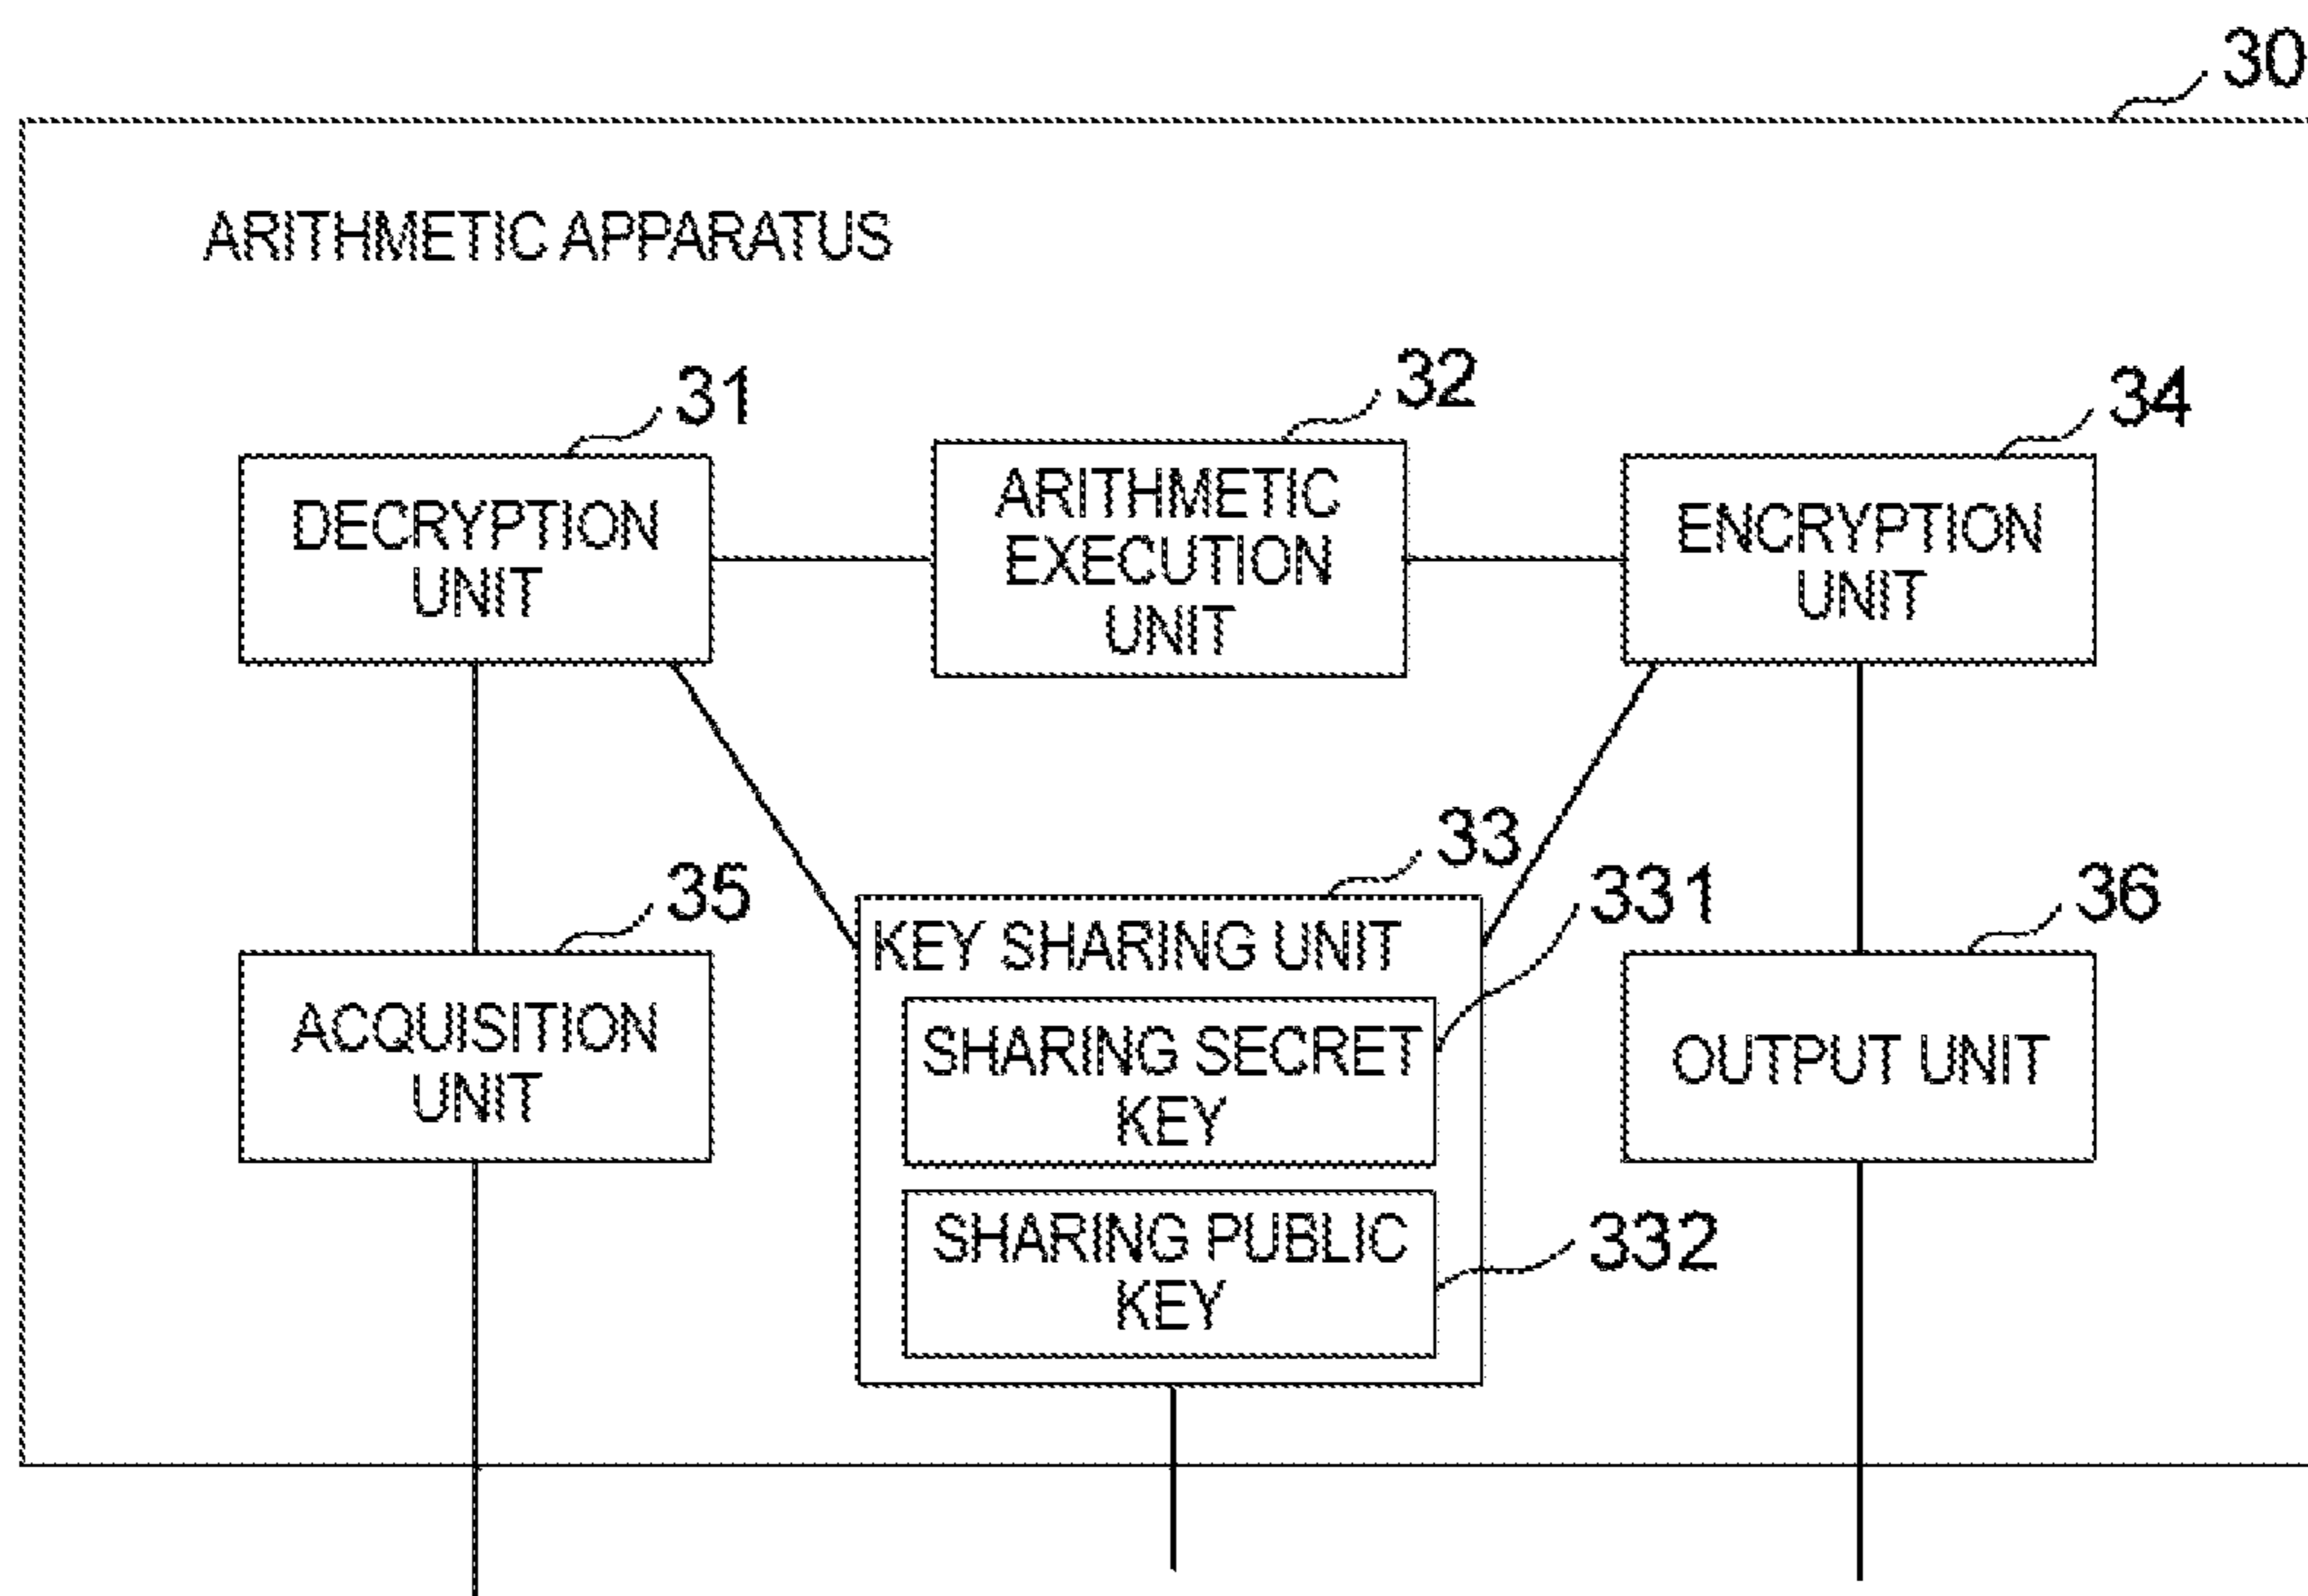 30
ARITHMETIC APPARATUS
31
32
34
DECRYPTION
UNIT
ARITHMETIC
EXECUTION
UNIT
ENCRYPTION
UNIT
33
35
331
36
KEY SHARING UNIT
ACQUISITION
UNIT
SHARING SECRET
KEY
OUTPUT UNIT
SHARING PUBLIC
KEY
332